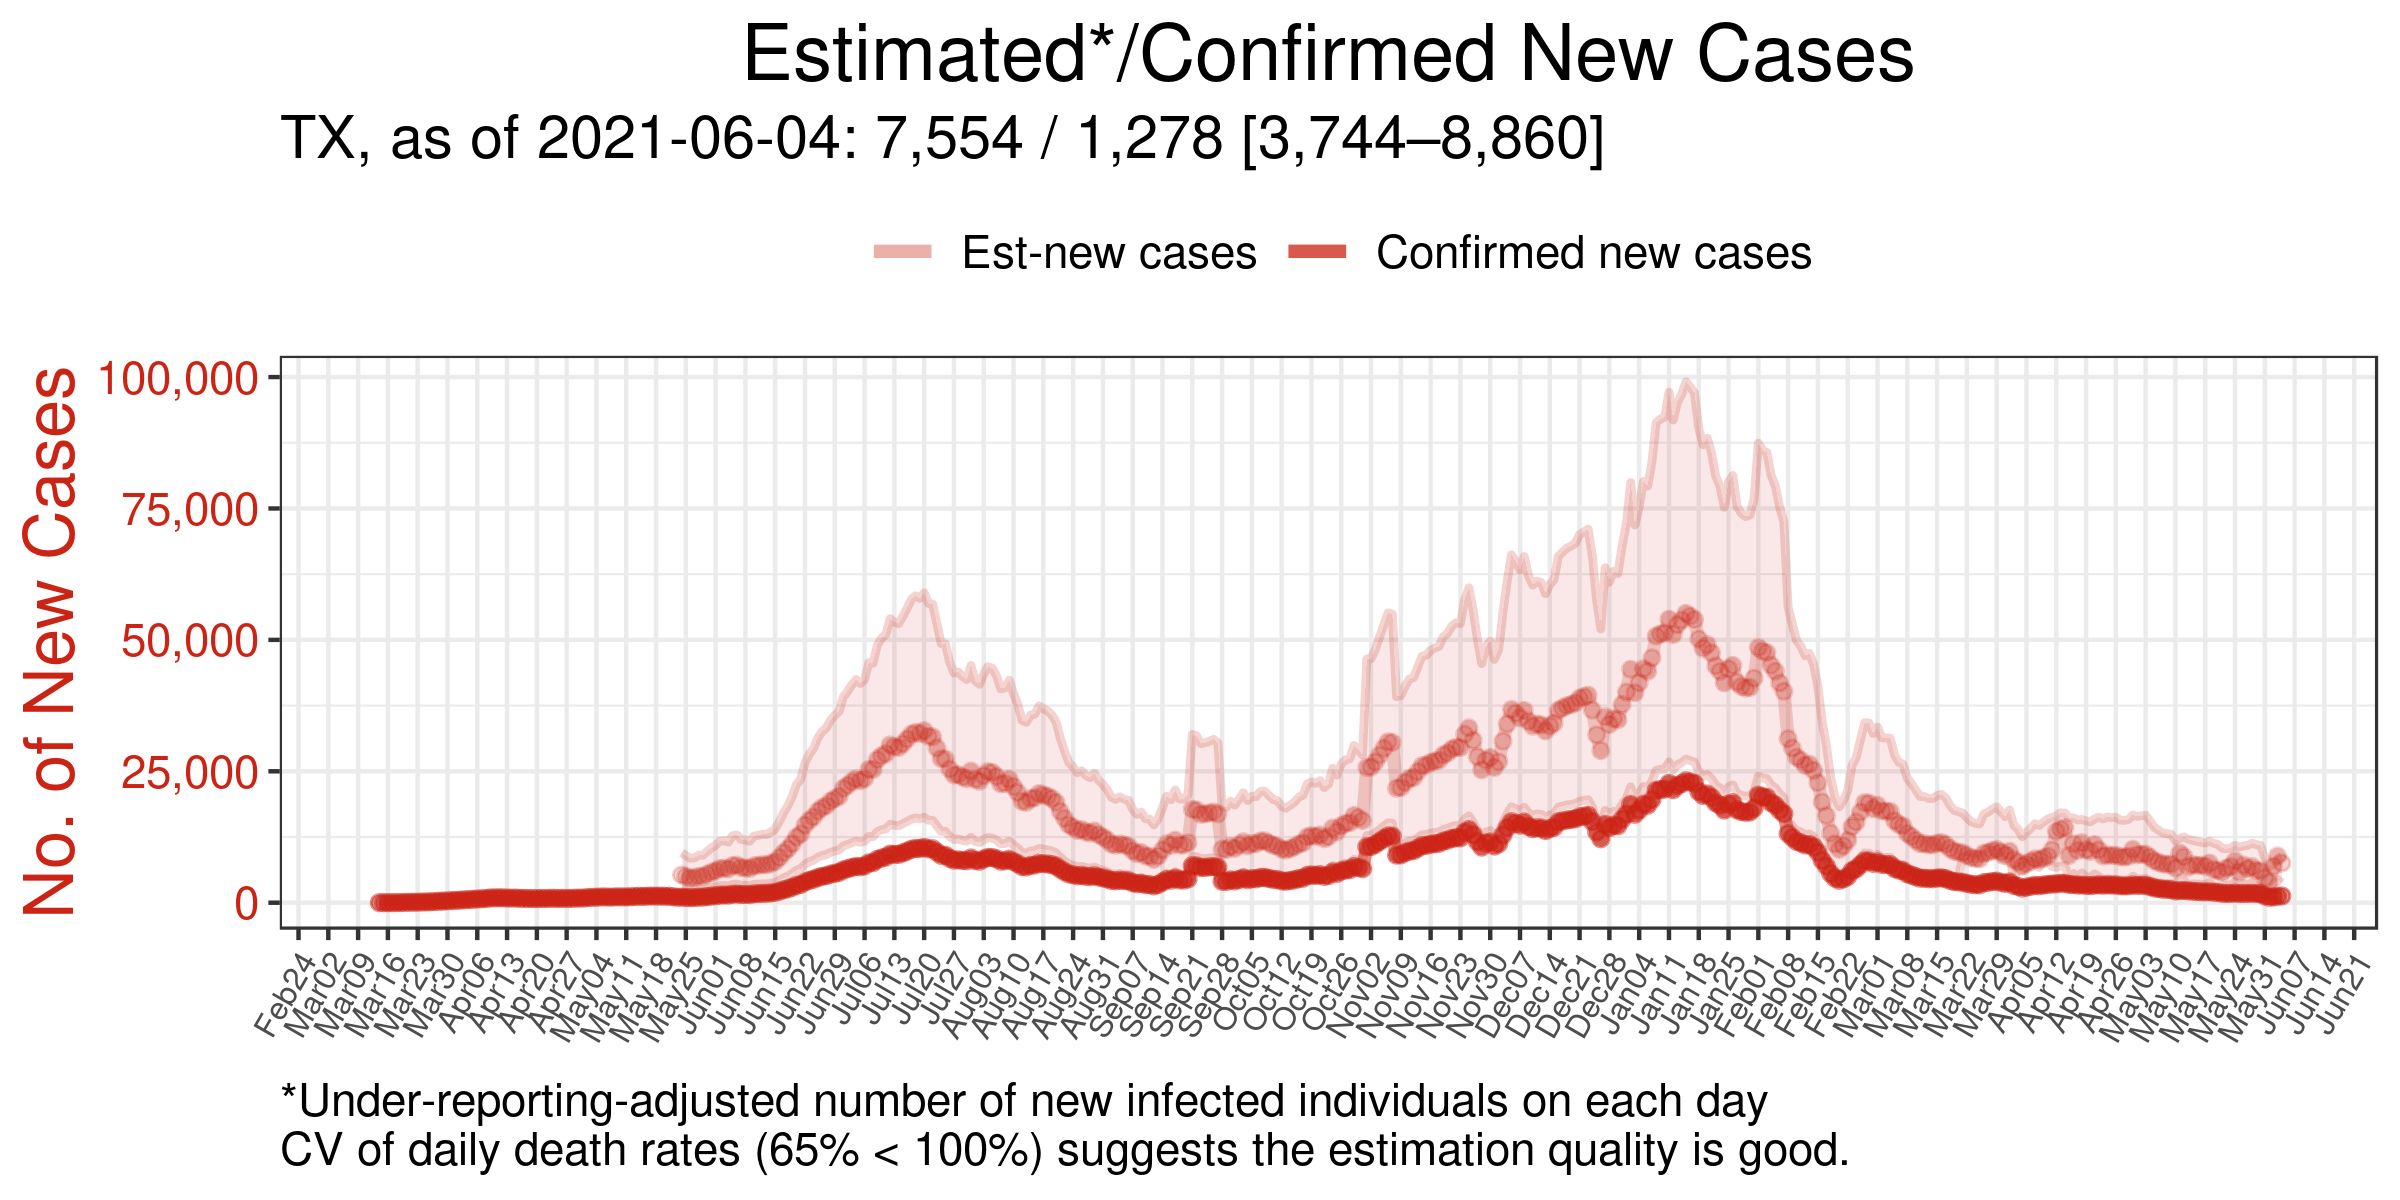 Estimated*/Confirmed New Cases
TX, as of 2021-06-04: 7,554 / 1,278 [3,744–8,860]
Est-new cases Confirmed new cases
No. of New Cases
100,000
75,000
50,000
25,000
0
Feb24 Mar02 Mar09 Mar16 Mar23 Mar30 Apr06 Apr13 Apr20 Apr27 May04 May11 May18 May25 Jun01 Jun08 Jun15 Jun22 Jun29 Jul06 Jul13 Jul20 Jul27 Aug03 Aug10 Aug17 Aug24 Aug31 Sep07 Sep14 Sep21 Sep28 Oct05 Oct12 Oct19 Oct26 Nov02 Nov09 Nov16 Nov23 Nov30 Dec07 Dec14 Dec21 Dec28 Jan04 Jan11 Jan18 Jan25 Feb01 Feb08 Feb15 Feb22 Mar01 Mar08 Mar15 Mar22 Mar29 Apr05 Apr12 Apr19 Apr26 May03 May10 May17 May24 May31 Jun07 Jun14 Jun21
*Under-reporting-adjusted number of new infected individuals on each day
CV of daily death rates (65% < 100%) suggests the estimation quality is good.